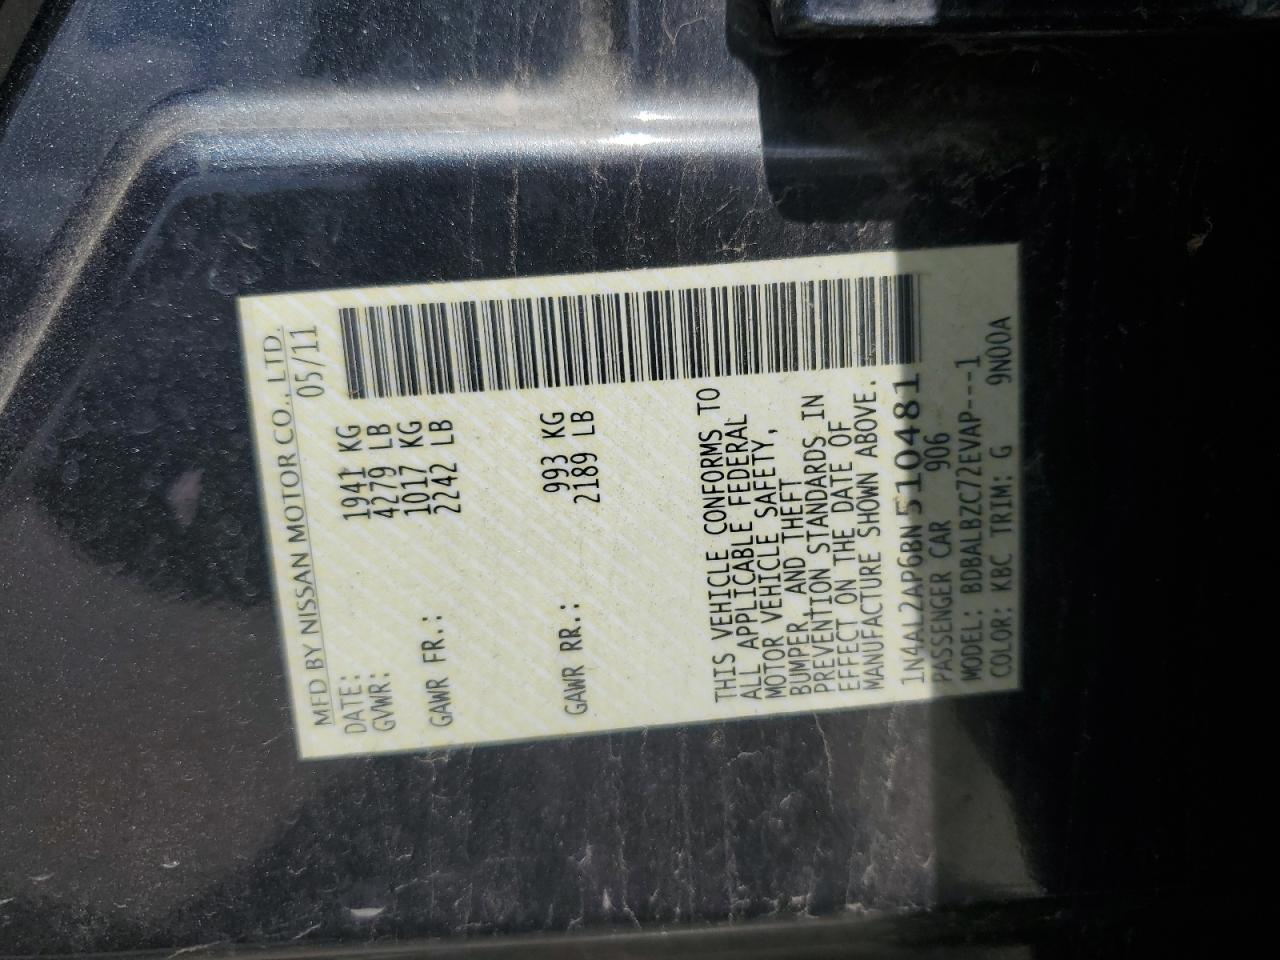 MFD BY NISSAN MOTOR CO., LTD.
DATE: 05/11
GVWR: 1941 KG
4279 LB
GAWR FR.: 1017 KG
2242 LB
GAWR RR.: 993 KG
2189 LB
THIS VEHICLE CONFORMS TO
ALL APPLICABLE FEDERAL
MOTOR VEHICLE SAFETY,
BUMPER AND THEFT
PREVENTION STANDARDS IN
EFFECT ON THE DATE OF
MANUFACTURE SHOWN ABOVE.
1N4AL2AP6BN510481
PASSENGER CAR 906
MODEL: BDBALBZC72EVAP----1
COLOR: KBC TRIM: G 9N00A